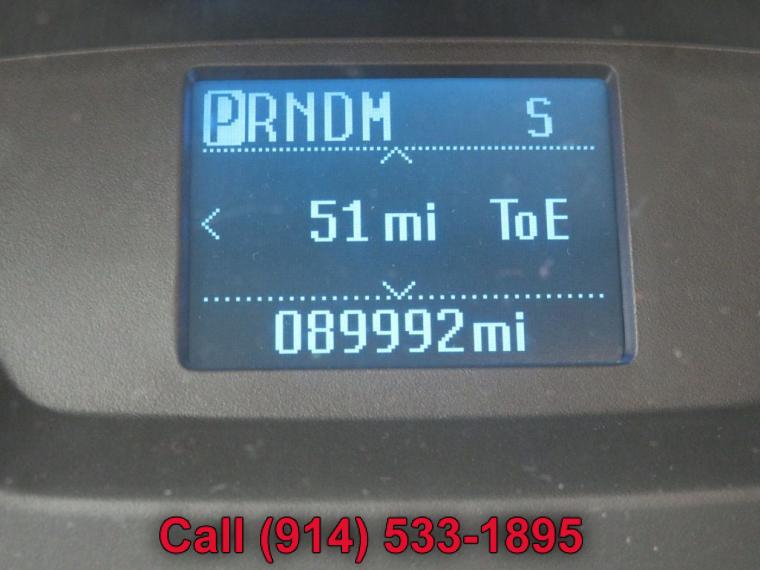 PRNDM S
< 51 mi ToE
089992mi
Call (914) 533-1895